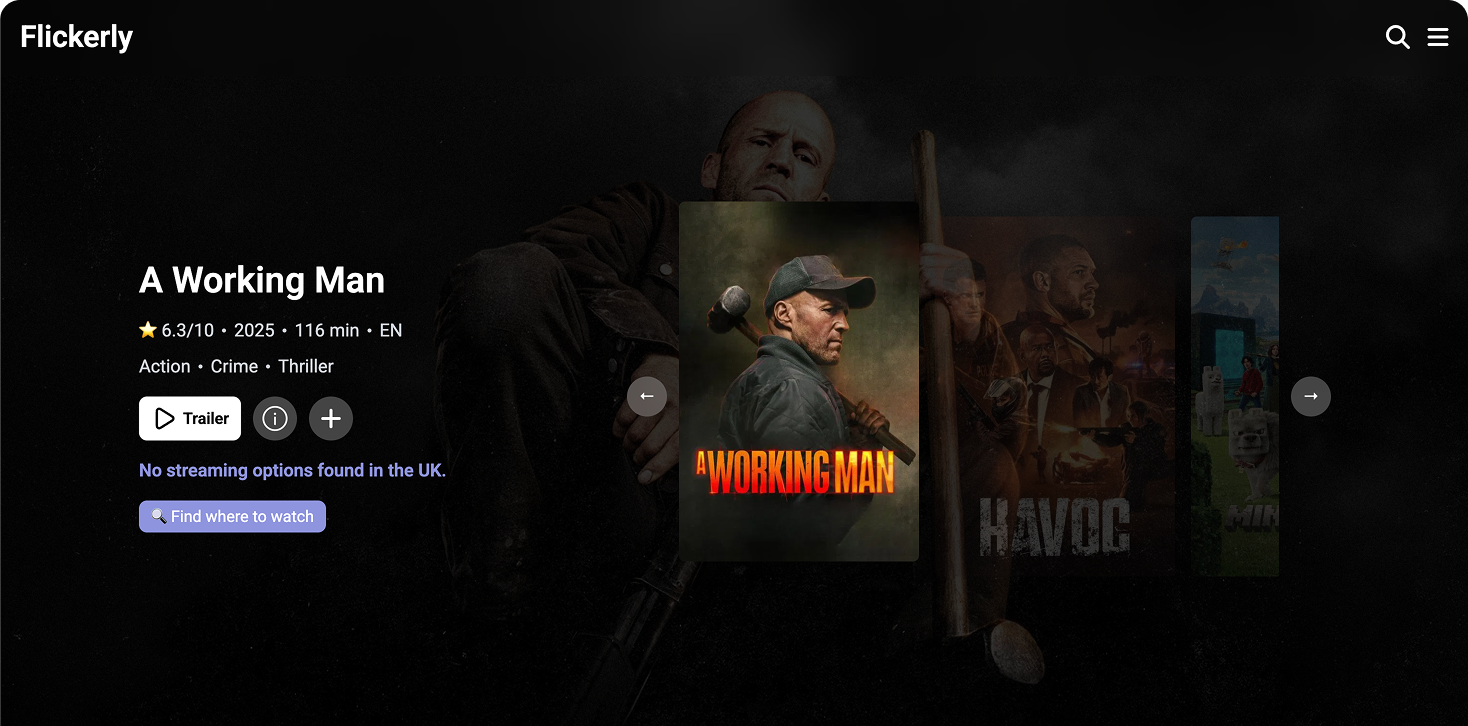 Flickerly
A Working Man
⭐ 6.3/10 • 2025 • 116 min • EN
Action • Crime • Thriller
Trailer
No streaming options found in the UK.
🔍 Find where to watch
A WORKING MAN
HAVOC
MIN